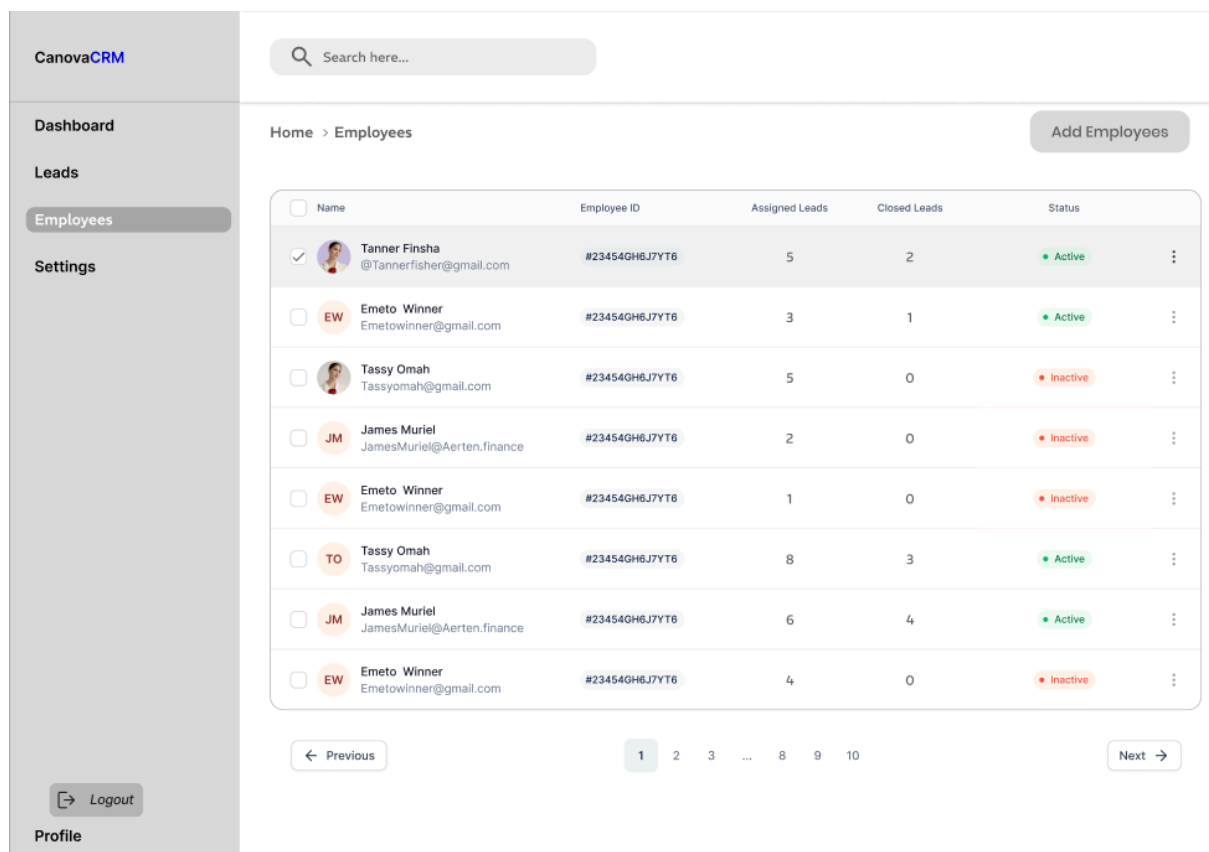 CanovaCRM
Search here...
Dashboard
Leads
Employees
Settings
Logout
Profile
Home > Employees
Add Employees
Name Employee ID Assigned Leads Closed Leads Status
Tanner Finsha
@Tannerfisher@gmail.com
#23454GH6J7YT6 5 2 Active
EW
Emeto Winner
Emetowinner@gmail.com
#23454GH6J7YT6 3 1 Active
Tassy Omah
Tassyomah@gmail.com
#23454GH6J7YT6 5 0 Inactive
JM
James Muriel
JamesMuriel@Aerten.finance
#23454GH6J7YT6 2 0 Inactive
EW
Emeto Winner
Emetowinner@gmail.com
#23454GH6J7YT6 1 0 Inactive
TO
Tassy Omah
Tassyomah@gmail.com
#23454GH6J7YT6 8 3 Active
JM
James Muriel
JamesMuriel@Aerten.finance
#23454GH6J7YT6 6 4 Active
EW
Emeto Winner
Emetowinner@gmail.com
#23454GH6J7YT6 4 0 Inactive
Previous 1 2 3 ... 8 9 10 Next